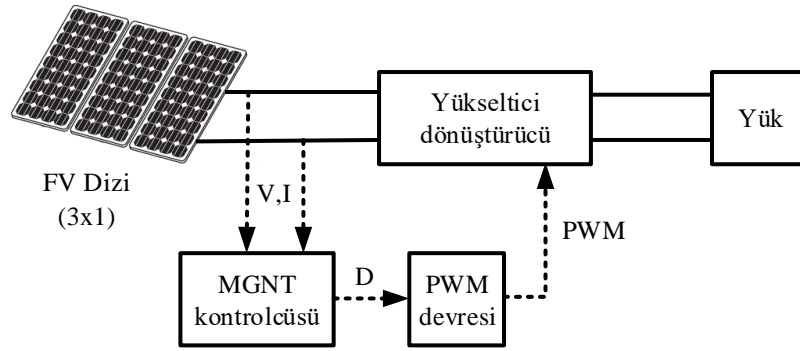 Yükseltici
dönüştürücü
Yük
FV Dizi
(3x1)
V,I
PWM
MGNT
kontrolcüsü
D
PWM
devresi